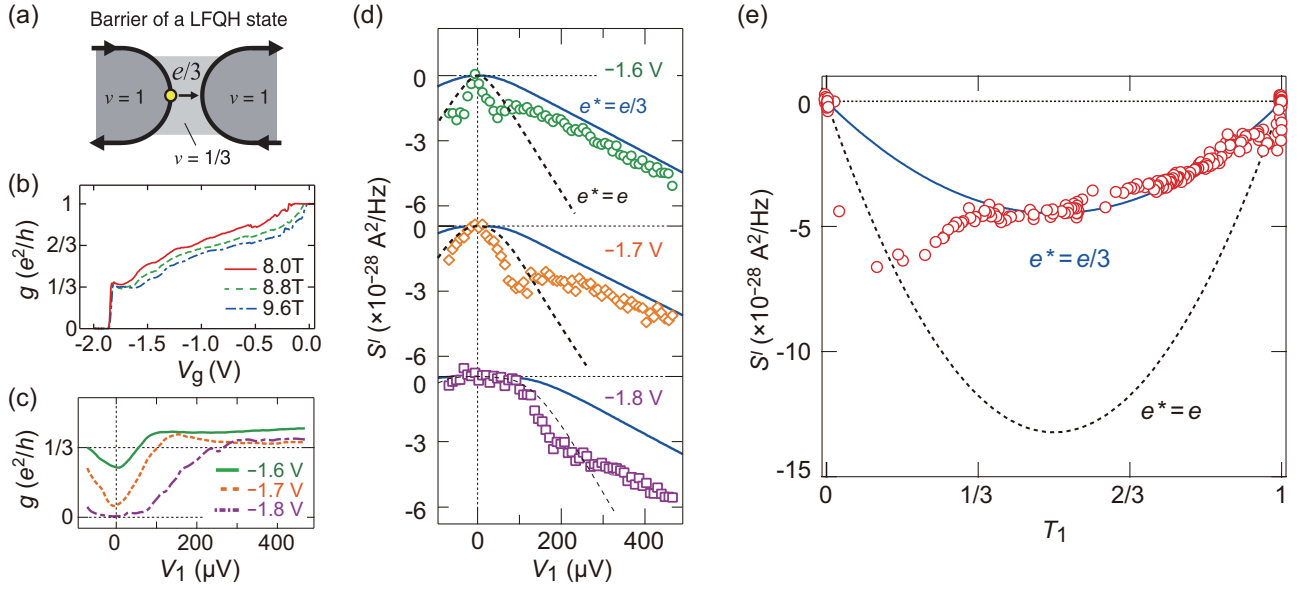 (a)
Barrier of a LFQH state
e/3
ν = 1
ν = 1
ν = 1/3
(b)
1
2/3
1/3
0
g (e²/h)
8.0T
8.8T
9.6T
-2.0
-1.5
-1.0
-0.5
0.0
Vg (V)
(c)
1/3
0
g (e²/h)
−1.6 V
−1.7 V
−1.8 V
0
200
400
V1 (µV)
(d)
0
-3
-6
0
-3
-6
0
-3
-6
S^I (×10⁻²⁸ A²/Hz)
−1.6 V
e* = e/3
e* = e
−1.7 V
−1.8 V
0
200
400
V1 (µV)
(e)
0
-5
-10
-15
S^I (×10⁻²⁸ A²/Hz)
e* = e/3
e* = e
0
1/3
2/3
1
T1